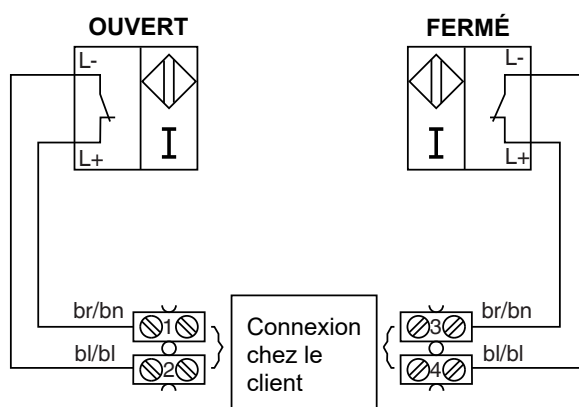 OUVERT
FERMÉ
L-
L-
L+
L+
br/bn
1
Connexion
chez le
client
3
br/bn
bl/bl
2
4
bl/bl